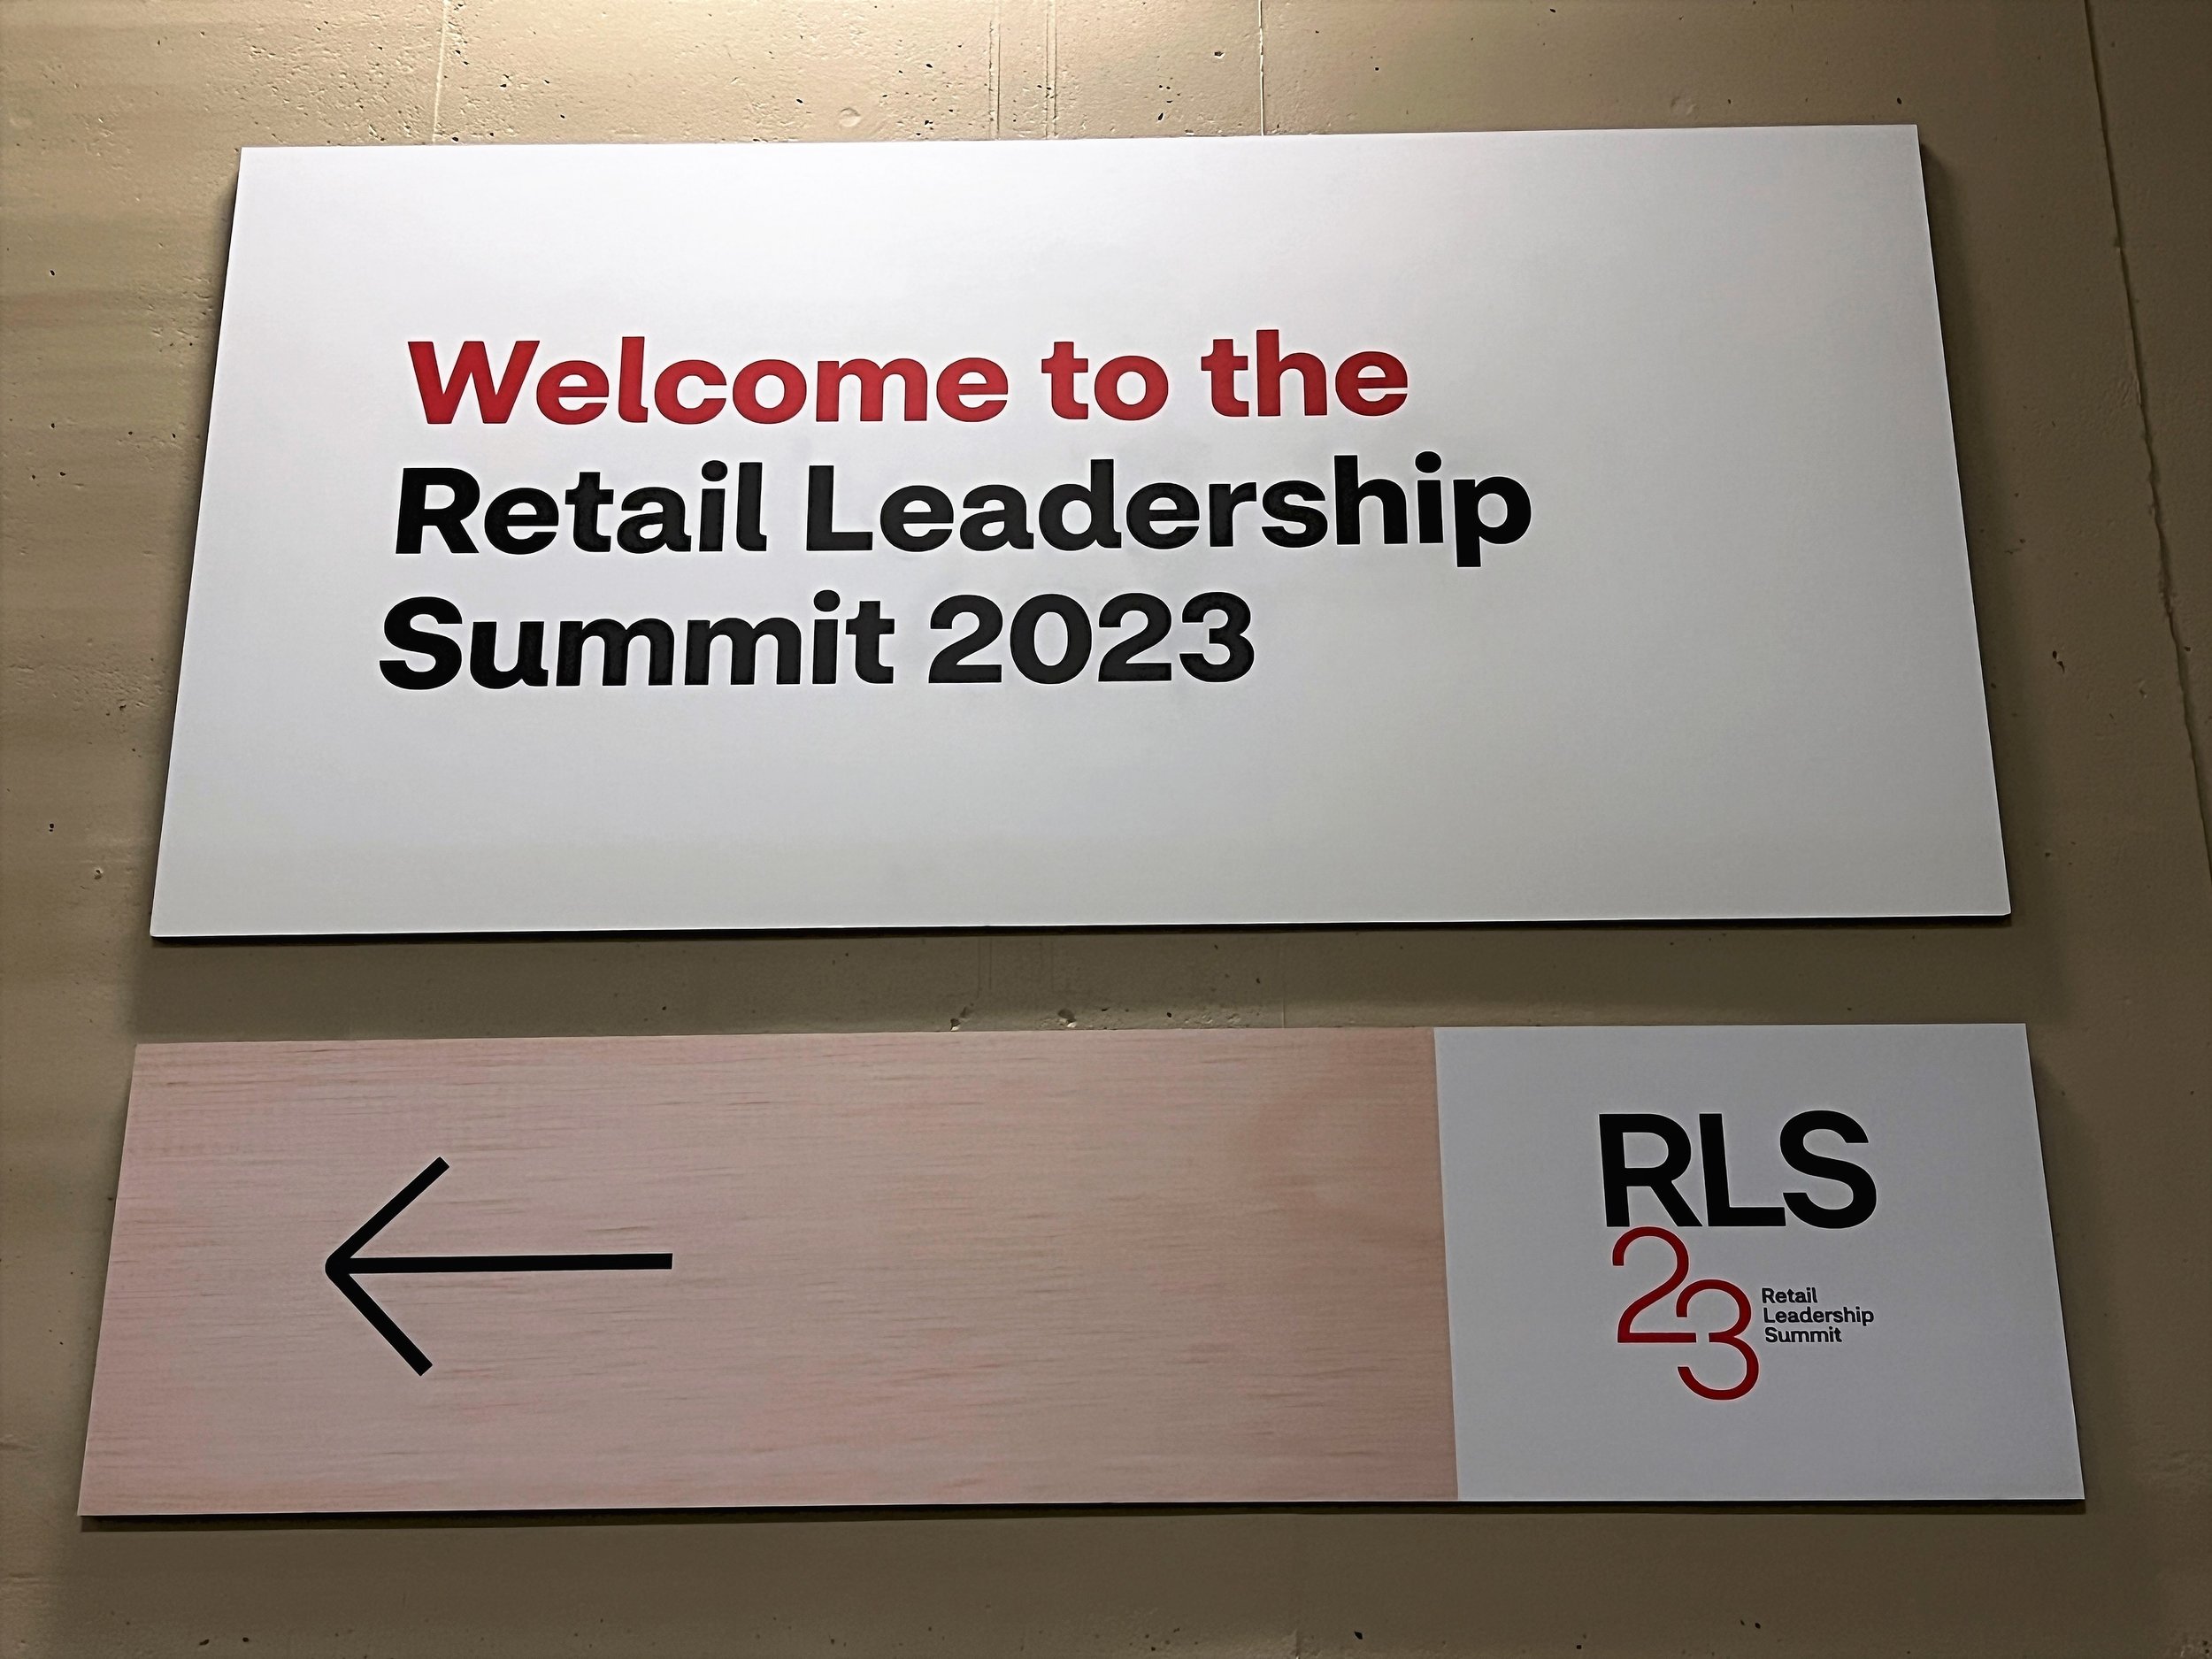 Welcome to the
Retail Leadership
Summit 2023
RLS
23
Retail
Leadership
Summit